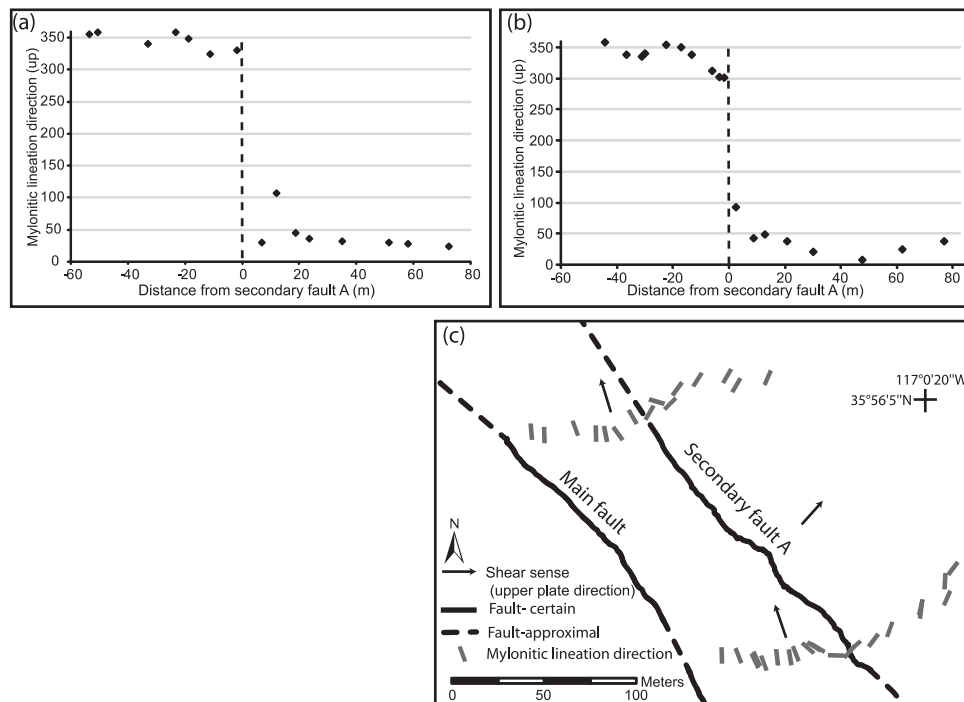 (a)
Mylonitic lineation direction (up)
350
300
250
200
150
100
50
0
-60 -40 -20 0 20 40 60 80
Distance from secondary fault A (m)
(b)
Mylonitic lineation direction (up)
400
350
300
250
200
150
100
50
0
-60 -40 -20 0 20 40 60 80
Distance from secondary fault A (m)
(c)
117°0'20"W
35°56'5"N
Main fault
Secondary fault A
N
Shear sense
(upper plate direction)
Fault- certain
Fault-approximal
Mylonitic lineation direction
Meters
0 50 100